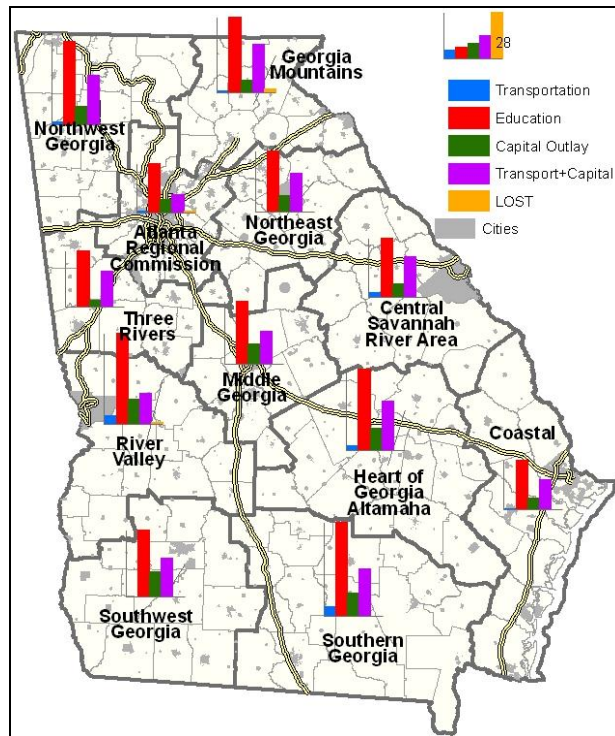 Georgia
Mountains
28
Transportation
Education
Capital Outlay
Transport+Capital
LOST
Cities
Northwest
Georgia
Northeast
Georgia
Atlanta
Regional
Commission
Central
Savannah
River Area
Three
Rivers
Middle
Georgia
River
Valley
Heart of
Georgia
Altamaha
Coastal
Southwest
Georgia
Southern
Georgia